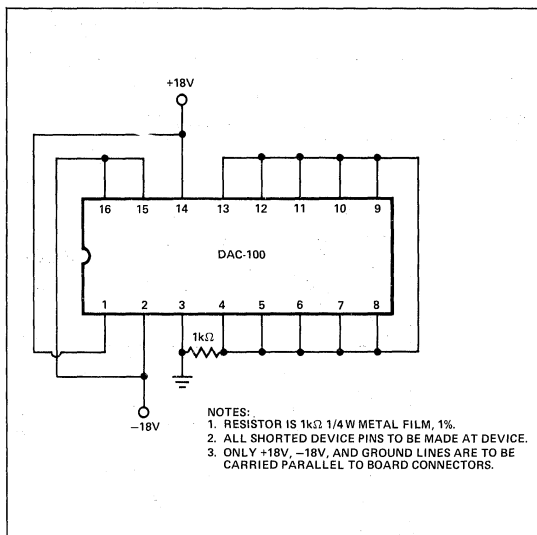 +18V
16 15 14 13 12 11 10 9
DAC-100
1 2 3 4 5 6 7 8
1kΩ
−18V
NOTES:
1. RESISTOR IS 1kΩ 1/4 W METAL FILM, 1%.
2. ALL SHORTED DEVICE PINS TO BE MADE AT DEVICE.
3. ONLY +18V, −18V, AND GROUND LINES ARE TO BE
CARRIED PARALLEL TO BOARD CONNECTORS.